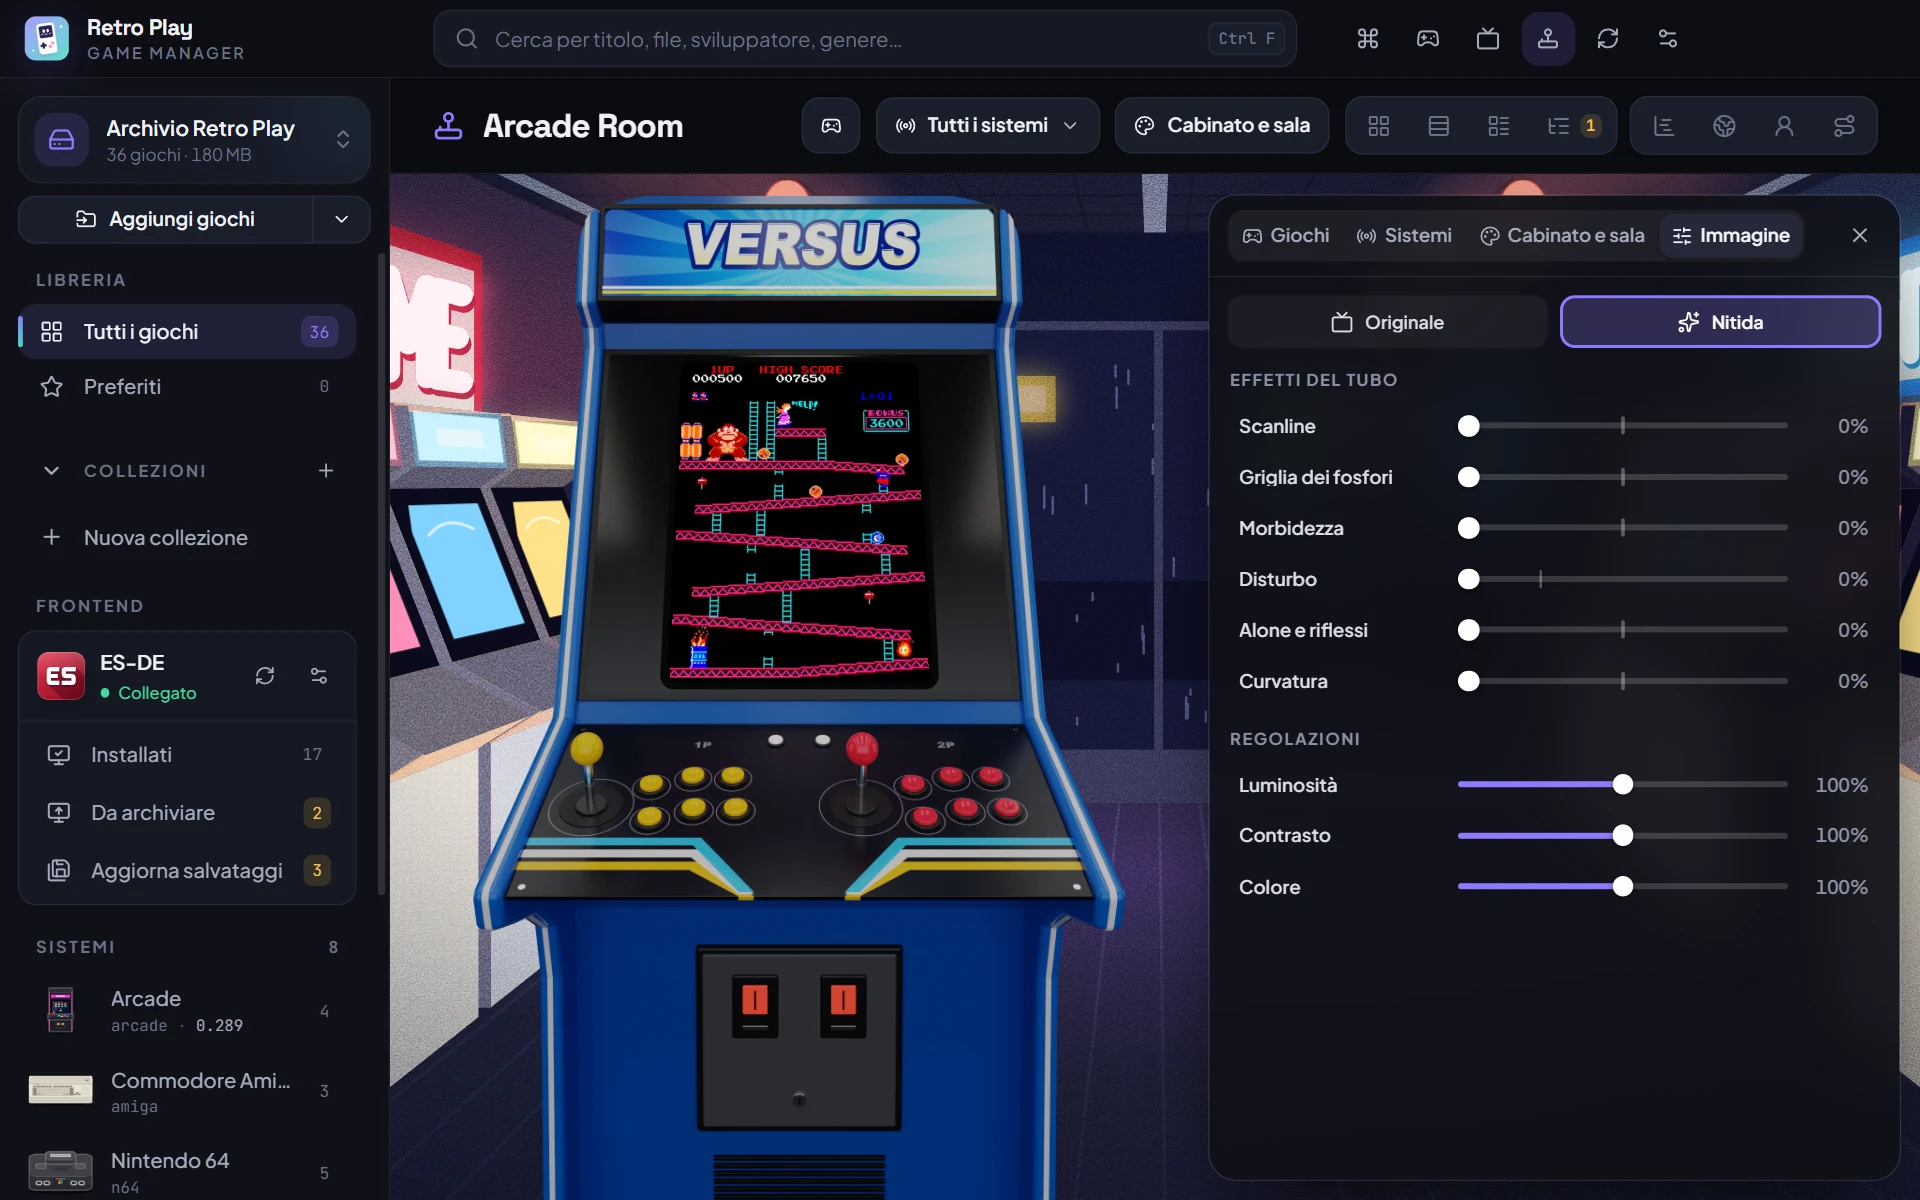 Retro Play
GAME MANAGER
Cerca per titolo, file, sviluppatore, genere...
Ctrl F
Archivio Retro Play
36 giochi · 180 MB
Aggiungi giochi
LIBRERIA
Tutti i giochi
36
Preferiti
0
COLLEZIONI
Nuova collezione
FRONTEND
ES
ES-DE
Collegato
Installati
17
Da archiviare
2
Aggiorna salvataggi
3
SISTEMI
8
Arcade
4
arcade · 0.289
Commodore Ami...
3
amiga
Nintendo 64
5
n64
Arcade Room
Tutti i sistemi
Cabinato e sala
1
VERSUS
1UP HIGH SCORE
000500 007650
HELP!
L=01
BONUS
3600
1P
2P
Giochi
Sistemi
Cabinato e sala
Immagine
Originale
Nitida
EFFETTI DEL TUBO
Scanline
0%
Griglia dei fosfori
0%
Morbidezza
0%
Disturbo
0%
Alone e riflessi
0%
Curvatura
0%
REGOLAZIONI
Luminosità
100%
Contrasto
100%
Colore
100%